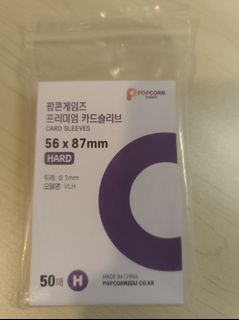 POPCORN
GAMES
팝콘게임즈
프리미엄 카드슬리브
CARD SLEEVES
56 x 87mm
HARD
두께 0.1mm
모델명 VLH
50매 H
MADE IN CHINA
POPCORNEDU.CO.KR